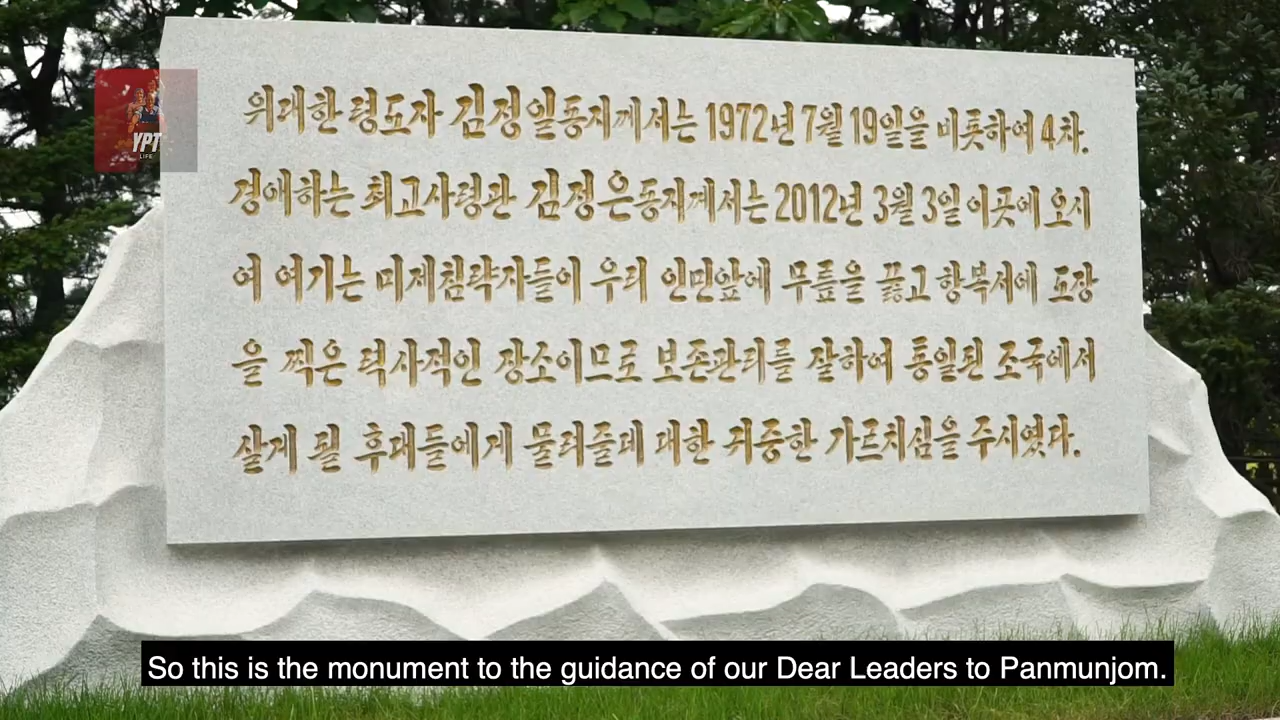 위대한 령도자 김정일동지께서는 1972년 7월 19일을 비롯하여 4차,
경애하는 최고사령관 김정은동지께서는 2012년 3월 3일 이곳에 오시
여 여기는 미제침략자들이 우리 인민앞에 무릎을 꿇고 항복서에 도장
을 찍은 력사적인 장소이므로 보존관리를 잘하여 통일된 조국에서
살게 될 후대들에게 물려줄데 대한 귀중한 가르치심을 주시였다.
YPT
LIFE
So this is the monument to the guidance of our Dear Leaders to Panmunjom.